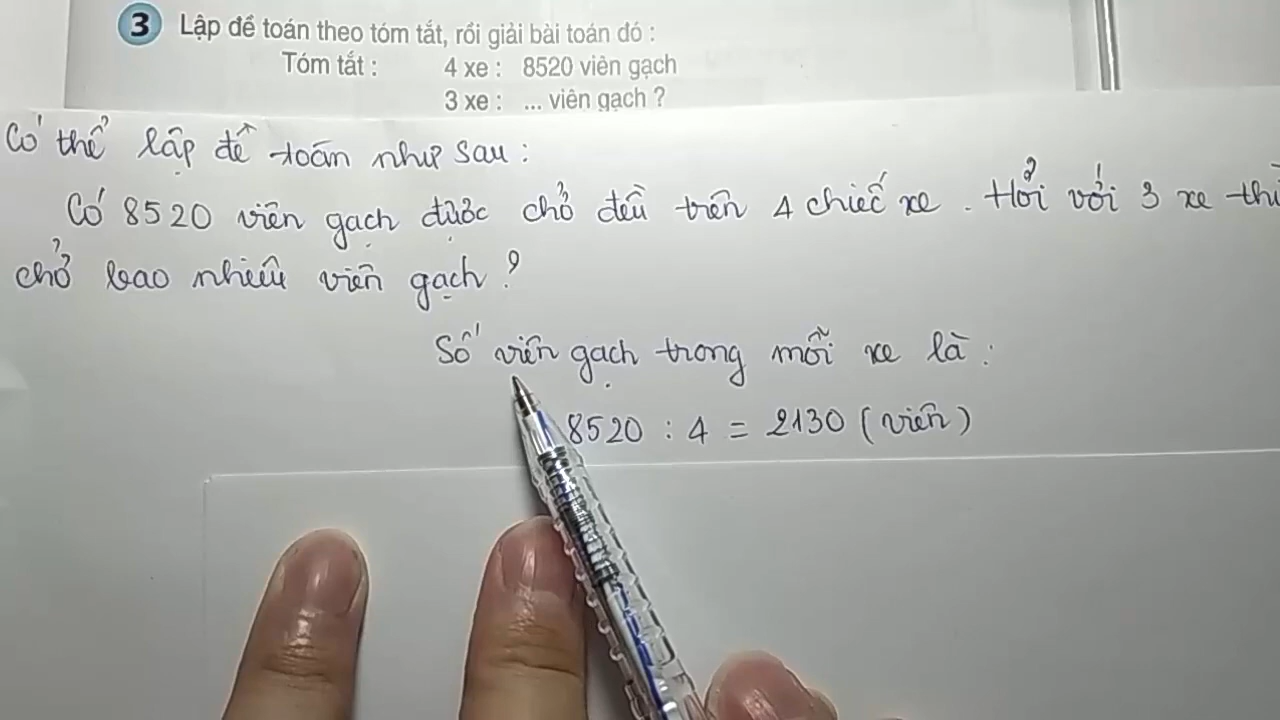 3 Lập đề toán theo tóm tắt, rồi giải bài toán đó :
Tóm tắt : 4 xe : 8520 viên gạch
3 xe : ... viên gạch ?
Có thể lập đề toán như sau :
Có 8520 viên gạch được chở đều trên 4 chiếc xe . Hỏi với 3 xe thì
chở bao nhiêu viên gạch ?
Số viên gạch trong mỗi xe là :
8520 : 4 = 2130 ( viên )